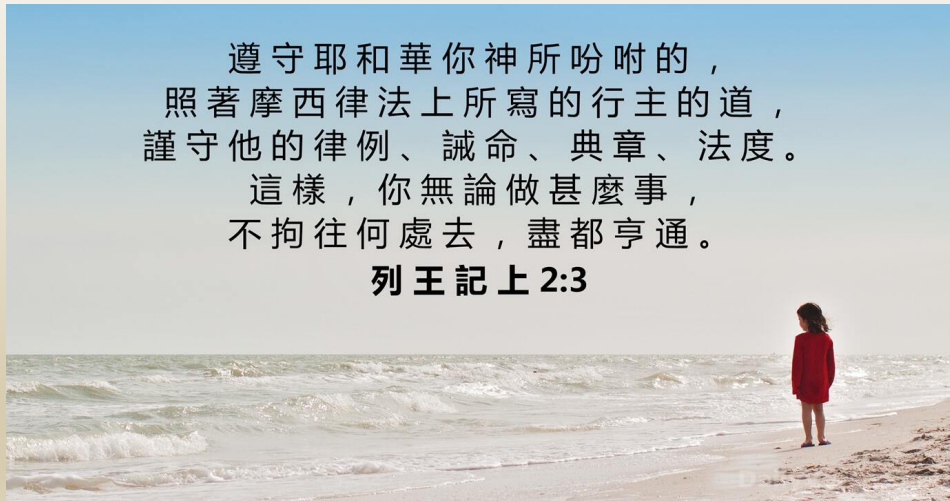 遵守耶和華你神所吩咐的，
照著摩西律法上所寫的行主的道，
謹守他的律例、誡命、典章、法度。
這樣，你無論做甚麼事，
不拘往何處去，盡都亨通。
列王記上 2:3